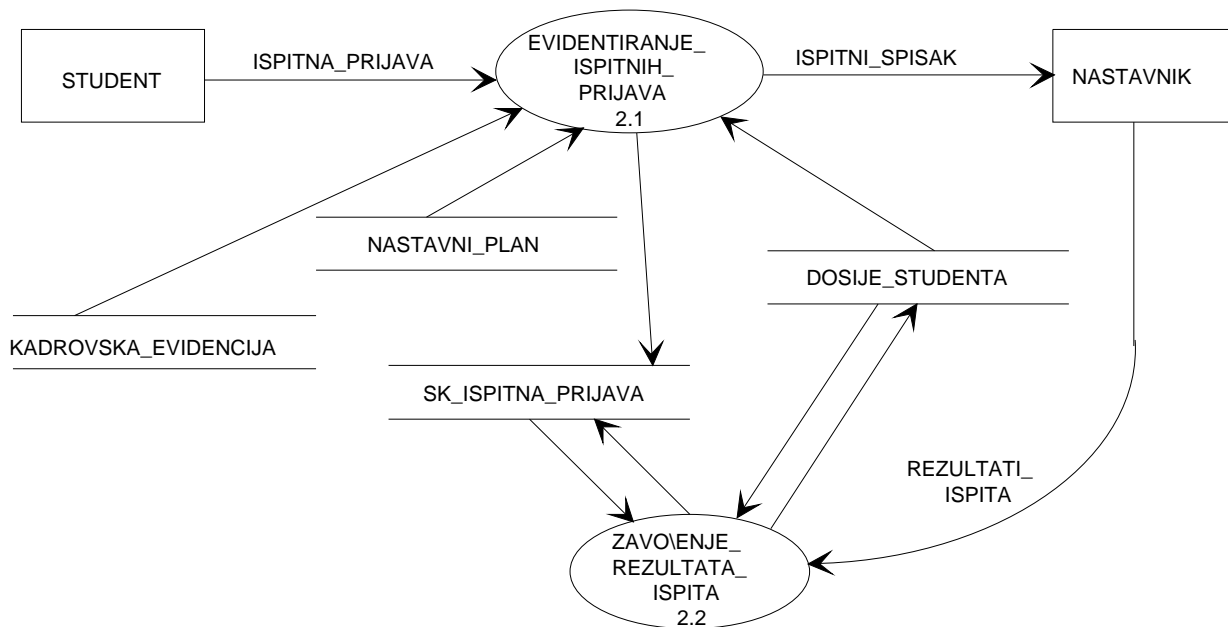 EVIDENTIRANJE_
ISPITNIH_
PRIJAVA
2.1
STUDENT
ISPITNA_PRIJAVA
ISPITNI_SPISAK
NASTAVNIK
NASTAVNI_PLAN
DOSIJE_STUDENTA
KADROVSKA_EVIDENCIJA
SK_ISPITNA_PRIJAVA
REZULTATI_
ISPITA
ZAVO\ENJE_
REZULTATA_
ISPITA
2.2